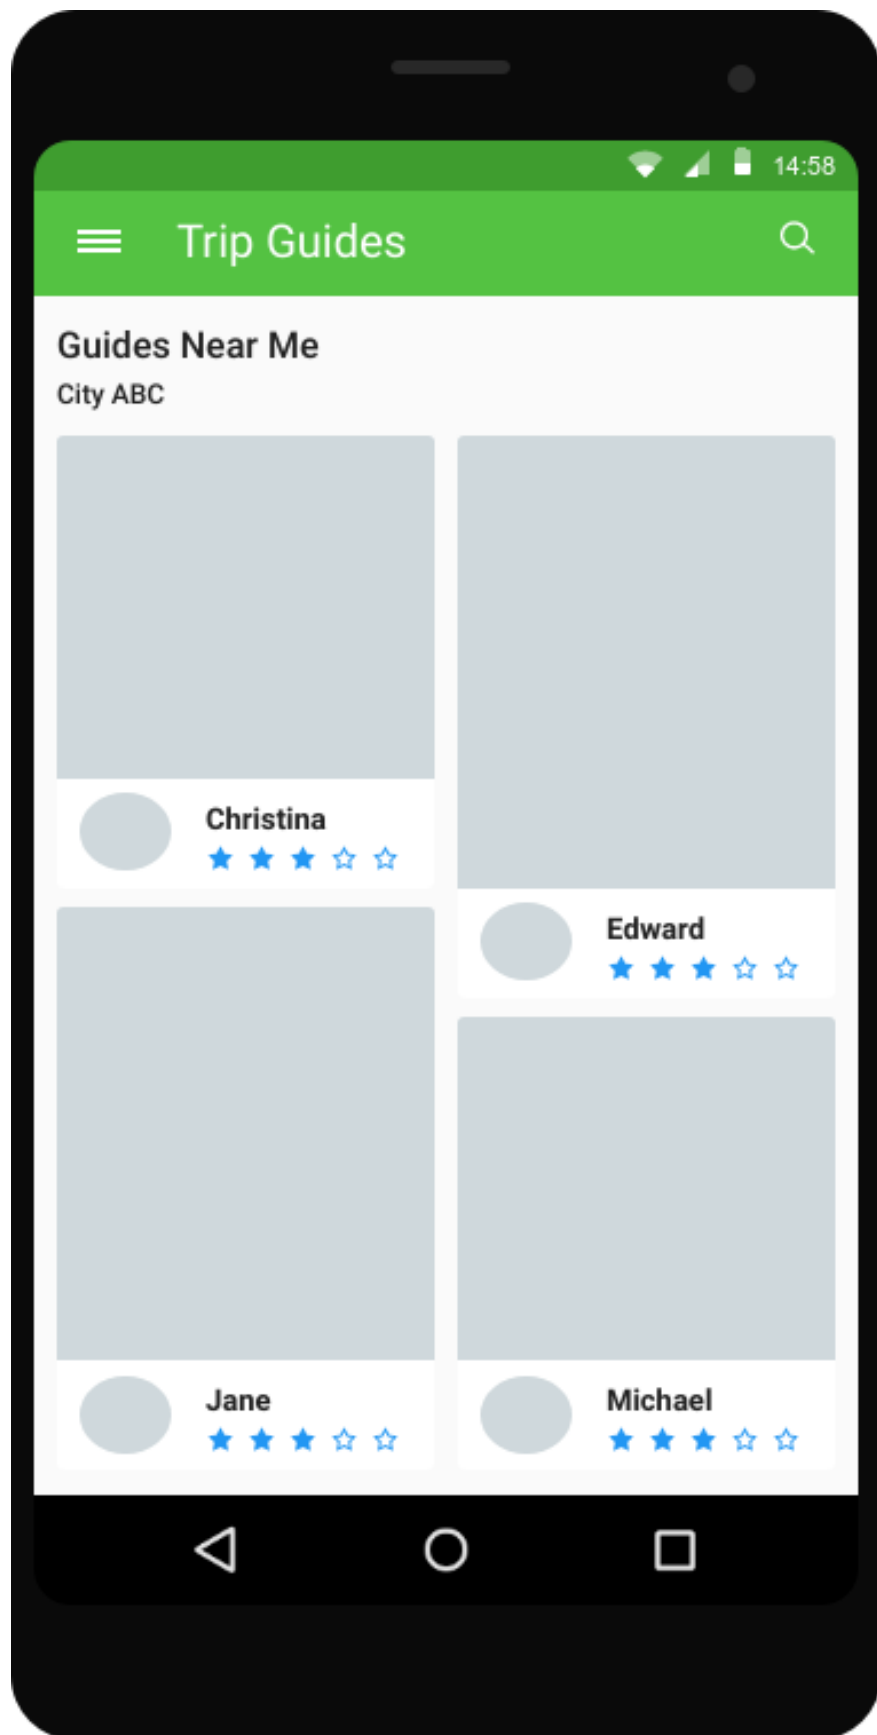 14:58
Trip Guides
Guides Near Me
City ABC
Christina
Edward
Jane
Michael